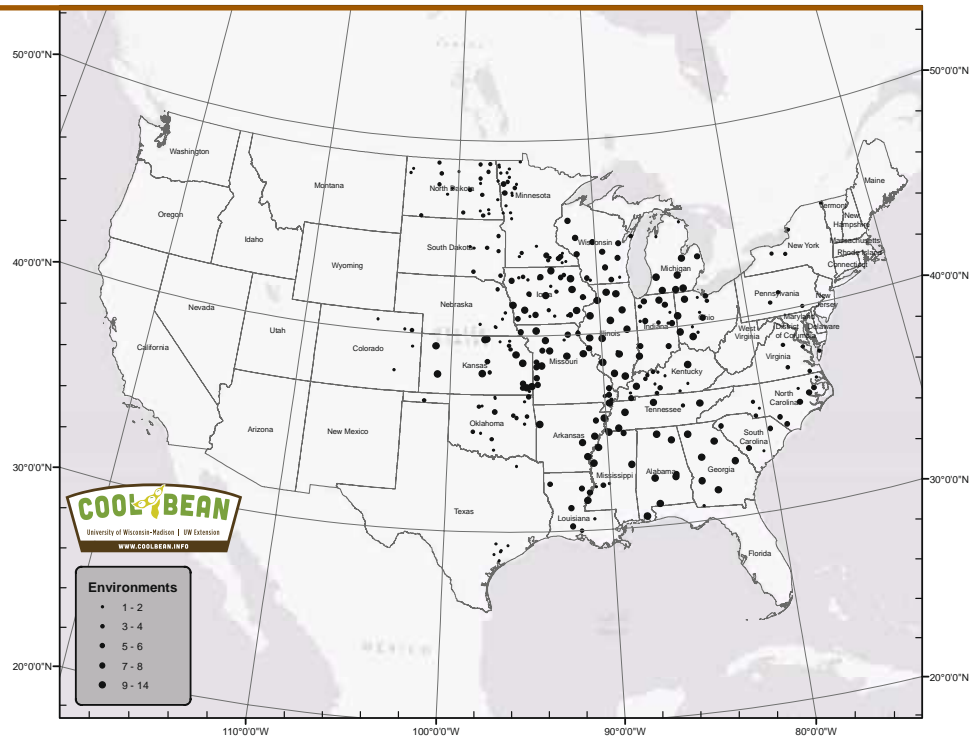 50°0'0"N
50°0'0"N
40°0'0"N
40°0'0"N
30°0'0"N
30°0'0"N
20°0'0"N
20°0'0"N
110°0'0"W
100°0'0"W
90°0'0"W
80°0'0"W
Washington
Oregon
Idaho
Montana
Wyoming
North Dakota
South Dakota
Nebraska
Minnesota
Wisconsin
Michigan
Iowa
Illinois
Indiana
Ohio
Nevada
California
Utah
Colorado
Kansas
Missouri
Kentucky
West
Virginia
Virginia
Arizona
New Mexico
Oklahoma
Arkansas
Tennessee
North
Carolina
South
Carolina
Texas
Louisiana
Mississippi
Alabama
Georgia
Florida
Maine
Vermont
New
Hampshire
Massachusetts
Rhode Island
Connecticut
New York
Pennsylvania
New
Jersey
Maryland
Delaware
District
of Columbia
MEXICO
COOL BEAN
University of Wisconsin-Madison | UW Extension
WWW.COOLBEAN.INFO
Environments
1 - 2
3 - 4
5 - 6
7 - 8
9 - 14